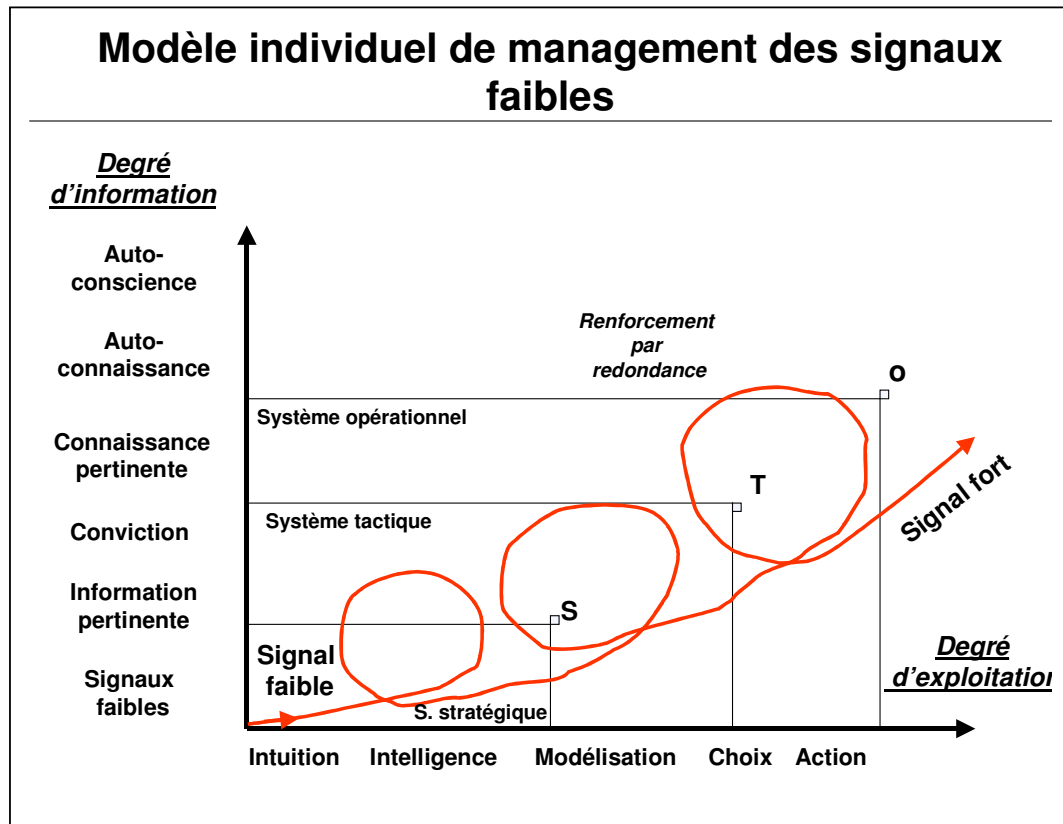 Modèle individuel de management des signaux
faibles
Degré
d'information
Auto-
conscience
Auto-
connaissance
Connaissance
pertinente
Conviction
Information
pertinente
Signaux
faibles
Renforcement
par
redondance
O
Système opérationnel
T
Signal fort
Système tactique
S
Signal
faible
S. stratégique
Degré
d'exploitation
Intuition Intelligence Modélisation Choix Action